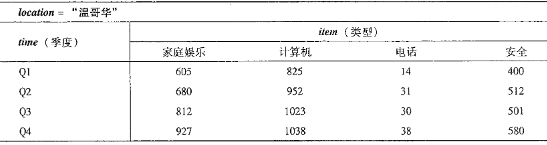 location = “温哥华”
time（季度） item（类型）
家庭娱乐 计算机 电话 安全
Q1 605 825 14 400
Q2 680 952 31 512
Q3 812 1023 30 501
Q4 927 1038 38 580